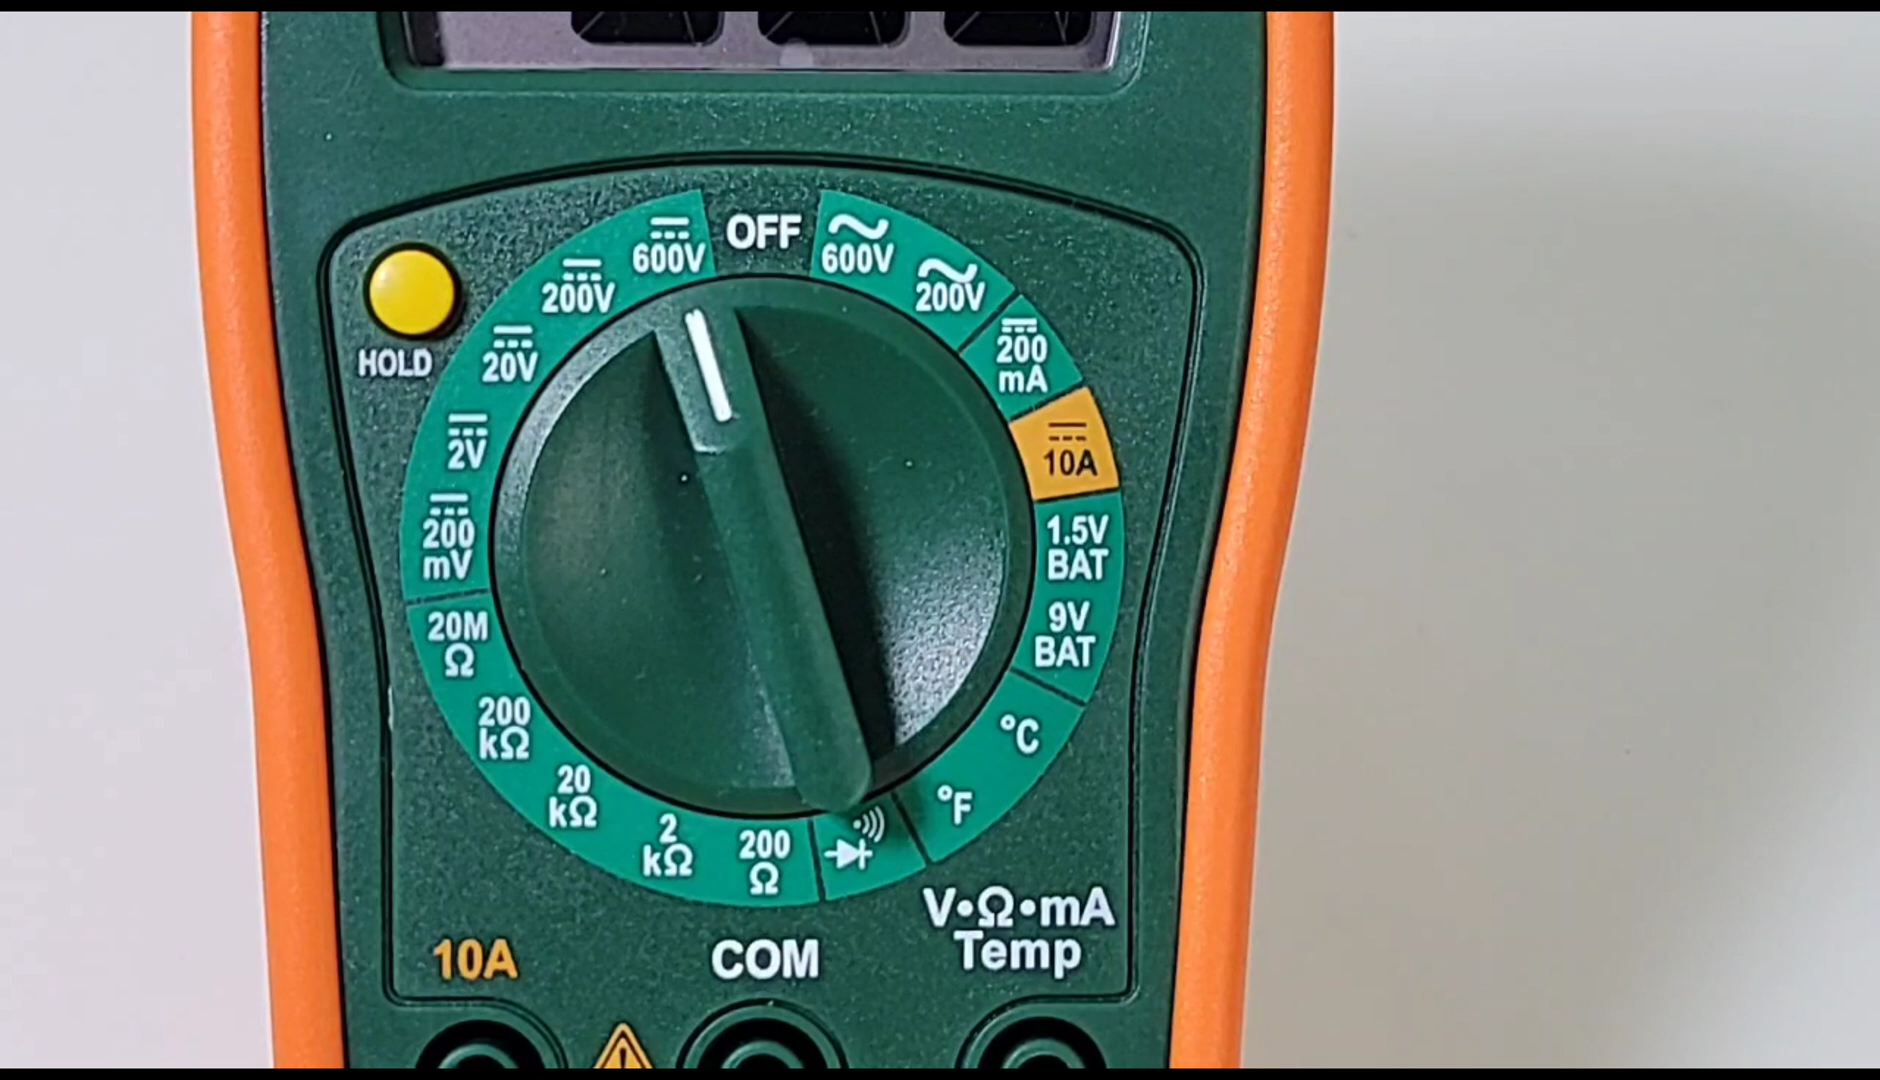 OFF
600V
200V
200
mA
10A
1.5V
BAT
9V
BAT
°C
°F
200
Ω
2
kΩ
20
kΩ
200
kΩ
20M
Ω
200
mV
2V
20V
200V
600V
HOLD
10A
COM
V•Ω•mA
Temp